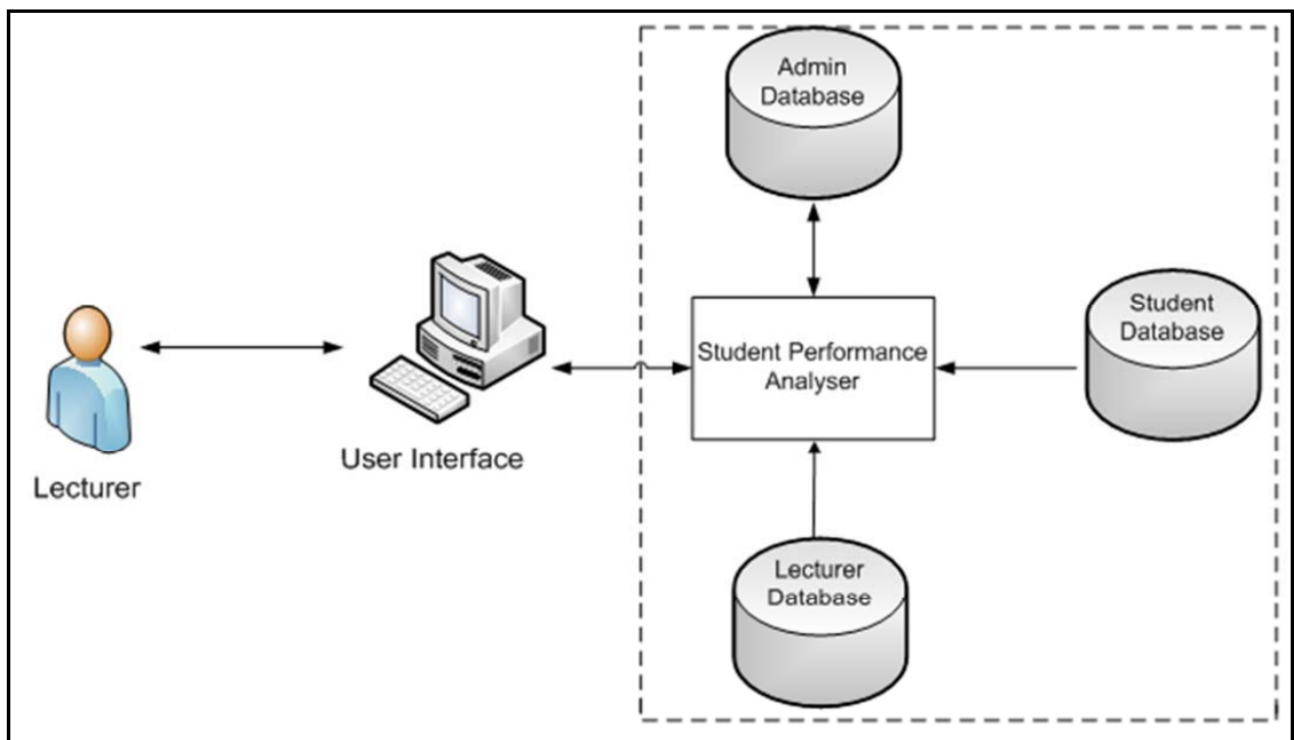 Admin
Database
Student
Database
Student Performance
Analyser
User Interface
Lecturer
Lecturer
Database